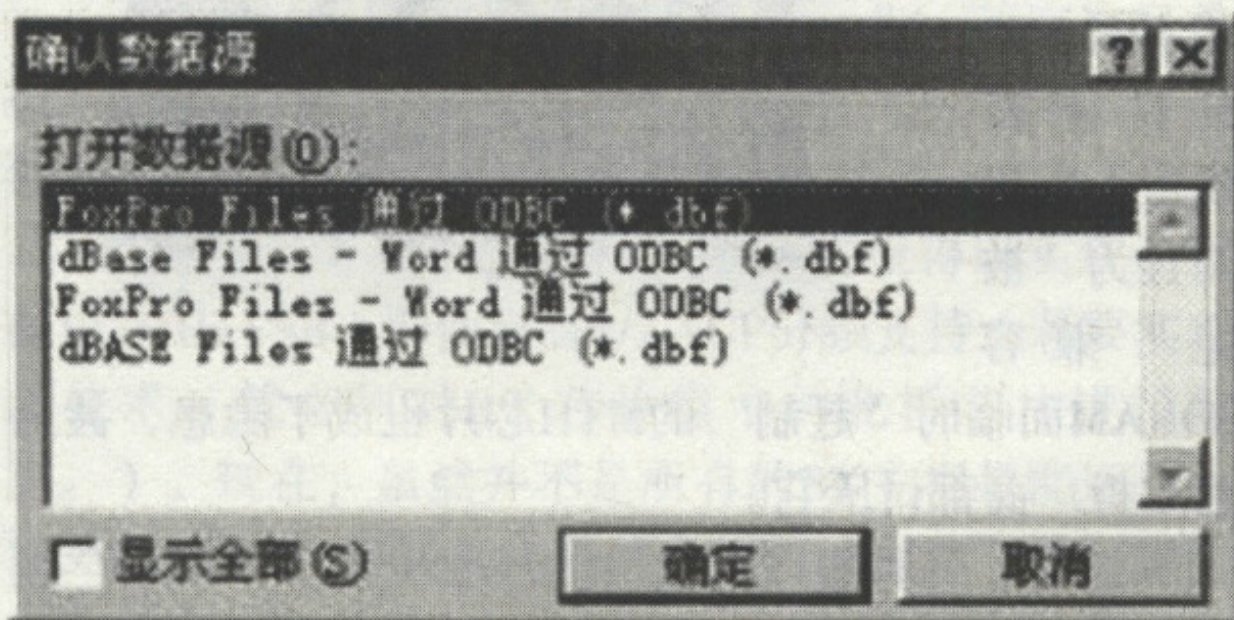 确认数据源
打开数据源(O):
FoxPro Files 通过 ODBC (*.dbf)
dBase Files - Word 通过 ODBC (*.dbf)
FoxPro Files - Word 通过 ODBC (*.dbf)
dBASE Files 通过 ODBC (*.dbf)
显示全部(S)
确定
取消